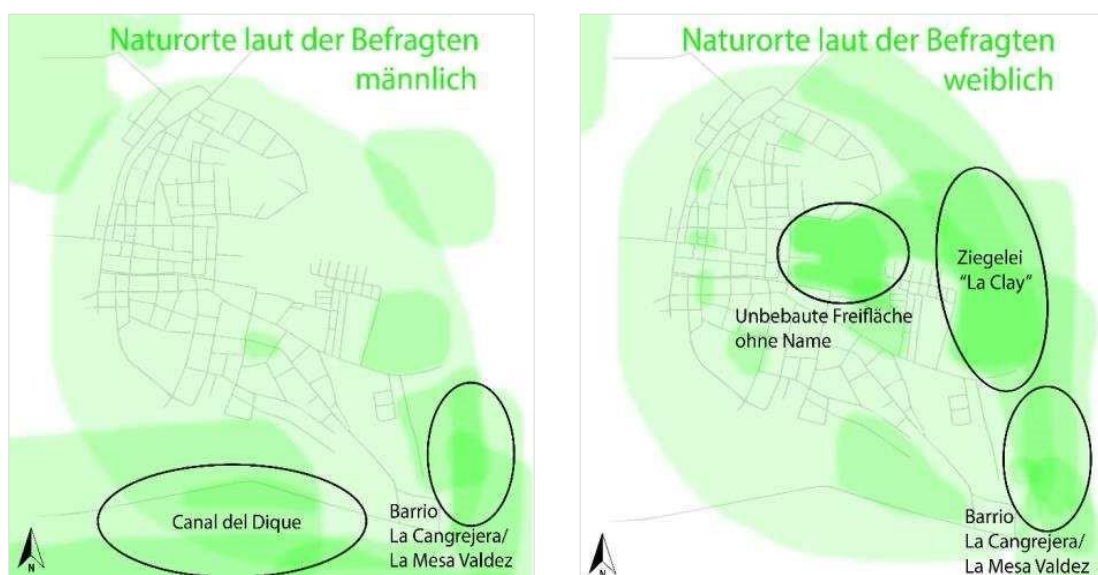 Naturorte laut der Befragten
männlich
Canal del Dique
Barrio
La Cangrejera/
La Mesa Valdez
N
Naturorte laut der Befragten
weiblich
Ziegelei
"La Clay"
Unbebaute Freifläche
ohne Name
Barrio
La Cangrejera/
La Mesa Valdez
N